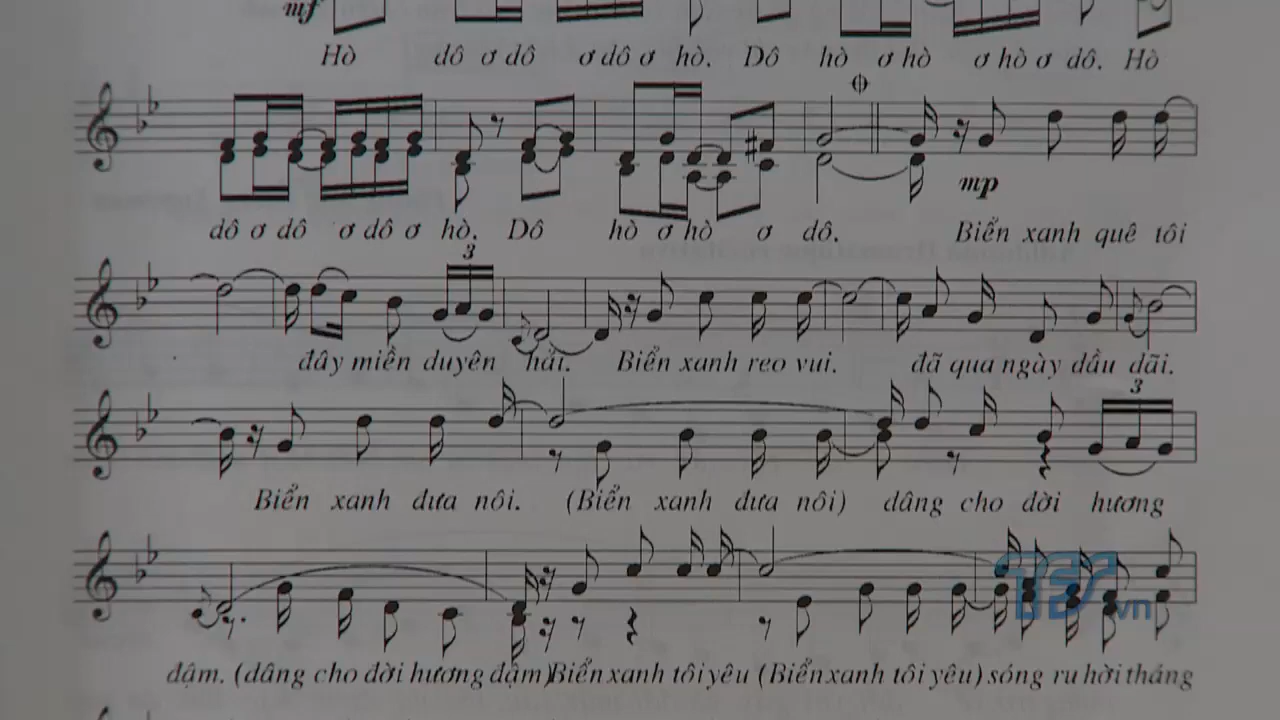 mf
Hò dô ơ dô ơ dô ơ hò. Dô hò ơ hò ơ hò ơ dô. Hò
mp
dô ơ dô ơ dô ơ hò. Dô hò ơ hò ơ dô. Biển xanh quê tôi
3
đây miền duyên hải. Biển xanh reo vui. đã qua ngày dầu dãi.
3
Biển xanh đưa nôi. (Biển xanh đưa nôi) dâng cho đời hương
đậm. (dâng cho đời hương đậm) Biển xanh tôi yêu (Biển xanh tôi yêu) sóng ru hời tháng
TES.vn